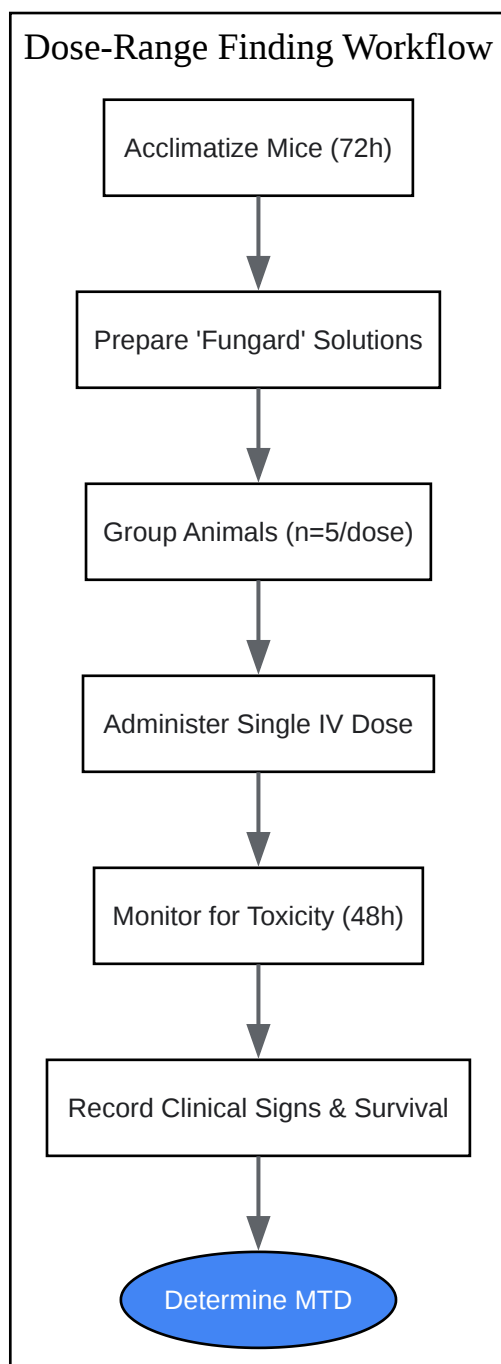 Dose-Range Finding Workflow
Acclimatize Mice (72h)
Prepare 'Fungard' Solutions
Group Animals (n=5/dose)
Administer Single IV Dose
Monitor for Toxicity (48h)
Record Clinical Signs & Survival
Determine MTD